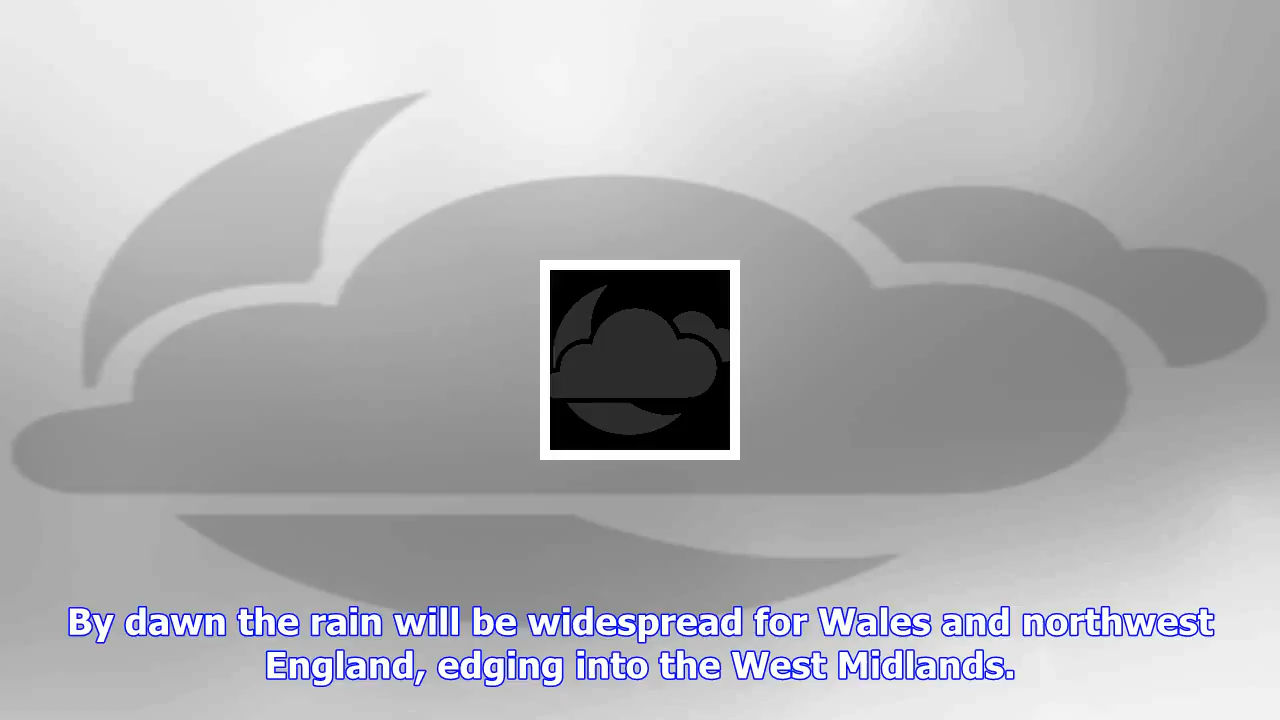 By dawn the rain will be widespread for Wales and northwest
England, edging into the West Midlands.